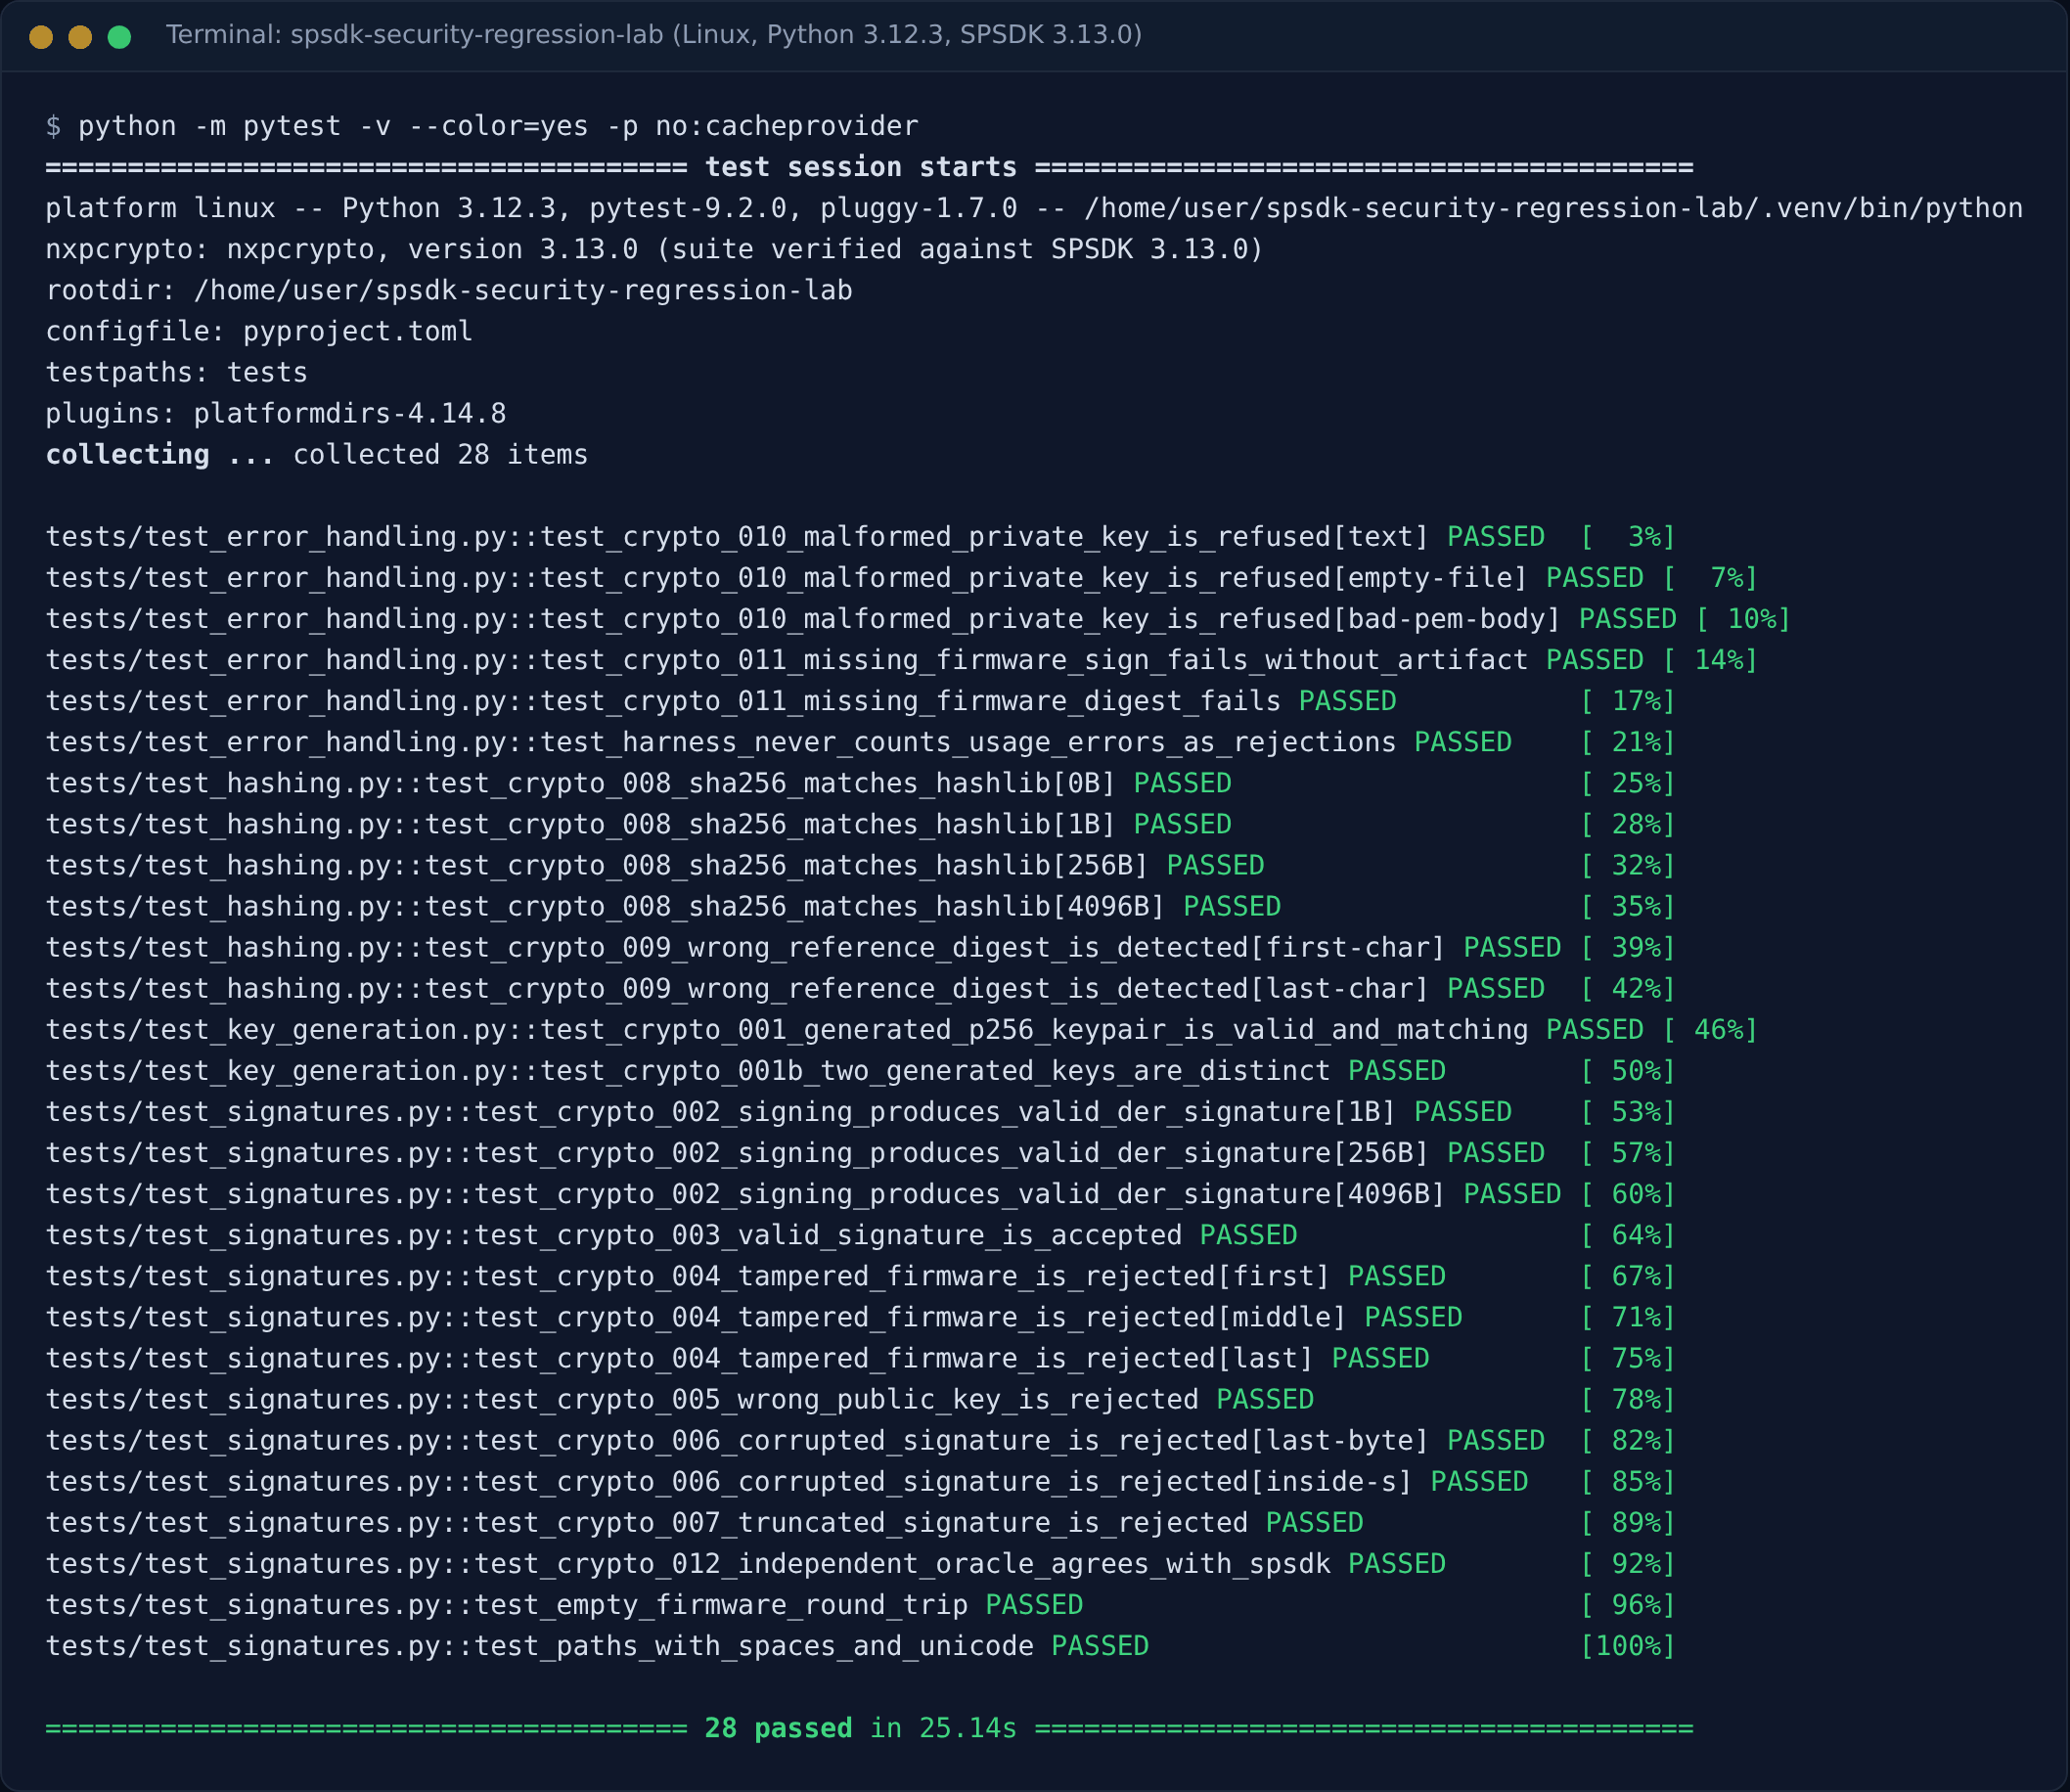 Terminal: spsdk-security-regression-lab (Linux, Python 3.12.3, SPSDK 3.13.0)
$ python -m pytest -v --color=yes -p no:cacheprovider
======================================= test session starts ========================================
platform linux -- Python 3.12.3, pytest-9.2.0, pluggy-1.7.0 -- /home/user/spsdk-security-regression-lab/.venv/bin/python
nxpcrypto: nxpcrypto, version 3.13.0 (suite verified against SPSDK 3.13.0)
rootdir: /home/user/spsdk-security-regression-lab
configfile: pyproject.toml
testpaths: tests
plugins: platformdirs-4.14.8
collecting ... collected 28 items
tests/test_error_handling.py::test_crypto_010_malformed_private_key_is_refused[text] PASSED  [  3%]
tests/test_error_handling.py::test_crypto_010_malformed_private_key_is_refused[empty-file] PASSED [  7%]
tests/test_error_handling.py::test_crypto_010_malformed_private_key_is_refused[bad-pem-body] PASSED [ 10%]
tests/test_error_handling.py::test_crypto_011_missing_firmware_sign_fails_without_artifact PASSED [ 14%]
tests/test_error_handling.py::test_crypto_011_missing_firmware_digest_fails PASSED           [ 17%]
tests/test_error_handling.py::test_harness_never_counts_usage_errors_as_rejections PASSED    [ 21%]
tests/test_hashing.py::test_crypto_008_sha256_matches_hashlib[0B] PASSED                     [ 25%]
tests/test_hashing.py::test_crypto_008_sha256_matches_hashlib[1B] PASSED                     [ 28%]
tests/test_hashing.py::test_crypto_008_sha256_matches_hashlib[256B] PASSED                   [ 32%]
tests/test_hashing.py::test_crypto_008_sha256_matches_hashlib[4096B] PASSED                  [ 35%]
tests/test_hashing.py::test_crypto_009_wrong_reference_digest_is_detected[first-char] PASSED [ 39%]
tests/test_hashing.py::test_crypto_009_wrong_reference_digest_is_detected[last-char] PASSED  [ 42%]
tests/test_key_generation.py::test_crypto_001_generated_p256_keypair_is_valid_and_matching PASSED [ 46%]
tests/test_key_generation.py::test_crypto_001b_two_generated_keys_are_distinct PASSED        [ 50%]
tests/test_signatures.py::test_crypto_002_signing_produces_valid_der_signature[1B] PASSED    [ 53%]
tests/test_signatures.py::test_crypto_002_signing_produces_valid_der_signature[256B] PASSED  [ 57%]
tests/test_signatures.py::test_crypto_002_signing_produces_valid_der_signature[4096B] PASSED [ 60%]
tests/test_signatures.py::test_crypto_003_valid_signature_is_accepted PASSED                 [ 64%]
tests/test_signatures.py::test_crypto_004_tampered_firmware_is_rejected[first] PASSED        [ 67%]
tests/test_signatures.py::test_crypto_004_tampered_firmware_is_rejected[middle] PASSED       [ 71%]
tests/test_signatures.py::test_crypto_004_tampered_firmware_is_rejected[last] PASSED         [ 75%]
tests/test_signatures.py::test_crypto_005_wrong_public_key_is_rejected PASSED                [ 78%]
tests/test_signatures.py::test_crypto_006_corrupted_signature_is_rejected[last-byte] PASSED  [ 82%]
tests/test_signatures.py::test_crypto_006_corrupted_signature_is_rejected[inside-s] PASSED   [ 85%]
tests/test_signatures.py::test_crypto_007_truncated_signature_is_rejected PASSED             [ 89%]
tests/test_signatures.py::test_crypto_012_independent_oracle_agrees_with_spsdk PASSED        [ 92%]
tests/test_signatures.py::test_empty_firmware_round_trip PASSED                              [ 96%]
tests/test_signatures.py::test_paths_with_spaces_and_unicode PASSED                          [100%]
======================================= 28 passed in 25.14s ========================================